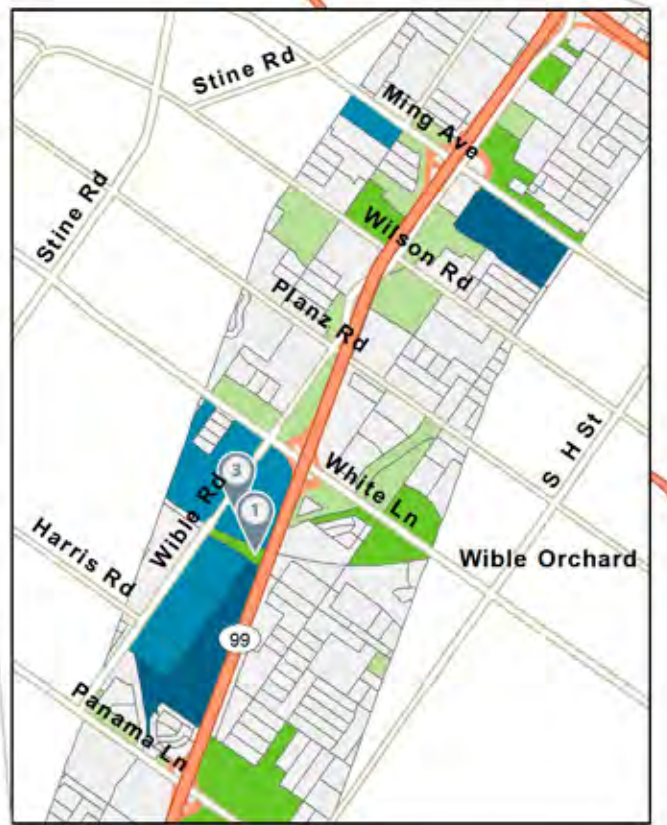 Stine Rd
Ming Ave
Stine Rd
Wilson Rd
Planz Rd
S H St
3
White Ln
1
Wible Rd
Harris Rd
Wible Orchard
99
Panama Ln